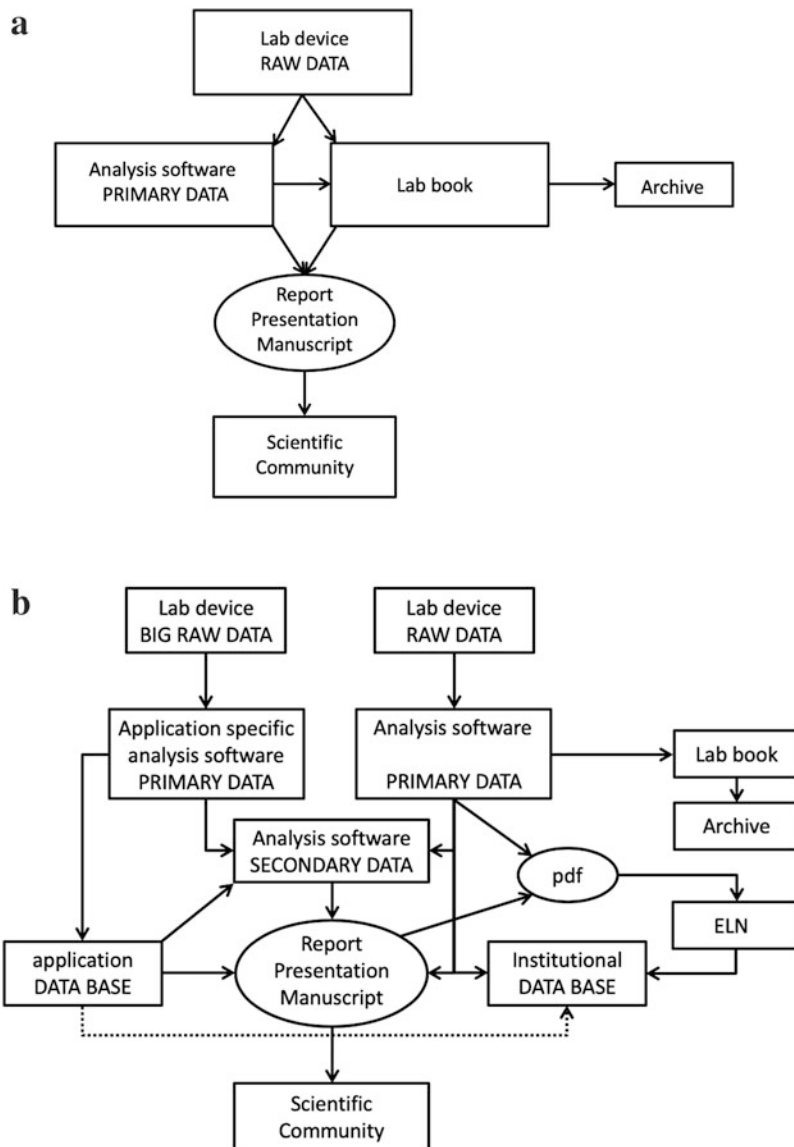 a
Lab device
RAW DATA
Analysis software
PRIMARY DATA
Lab book
Archive
Report
Presentation
Manuscript
Scientific
Community
b
Lab device
BIG RAW DATA
Lab device
RAW DATA
Application specific
analysis software
PRIMARY DATA
Analysis software
PRIMARY DATA
Lab book
Archive
Analysis software
SECONDARY DATA
pdf
ELN
application
DATA BASE
Report
Presentation
Manuscript
Institutional
DATA BASE
Scientific
Community